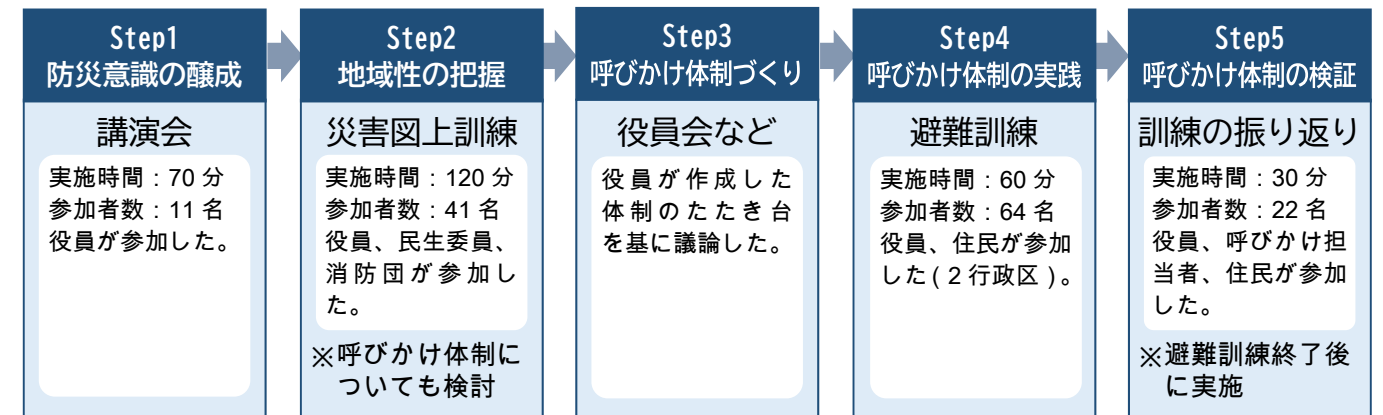 Step1
防災意識の醸成
講演会
実施時間：70 分
参加者数：11 名
役員が参加した。
Step2
地域性の把握
災害図上訓練
実施時間：120 分
参加者数：41 名
役員、民生委員、
消防団が参加し
た。
※呼びかけ体制に
ついても検討
Step3
呼びかけ体制づくり
役員会など
役員が作成した
体制のたたき台
を基に議論した。
Step4
呼びかけ体制の実践
避難訓練
実施時間：60 分
参加者数：64 名
役員、住民が参加
した(２行政区)。
Step5
呼びかけ体制の検証
訓練の振り返り
実施時間：30 分
参加者数：22 名
役員、呼びかけ担
当者、住民が参加
した。
※避難訓練終了後
に実施